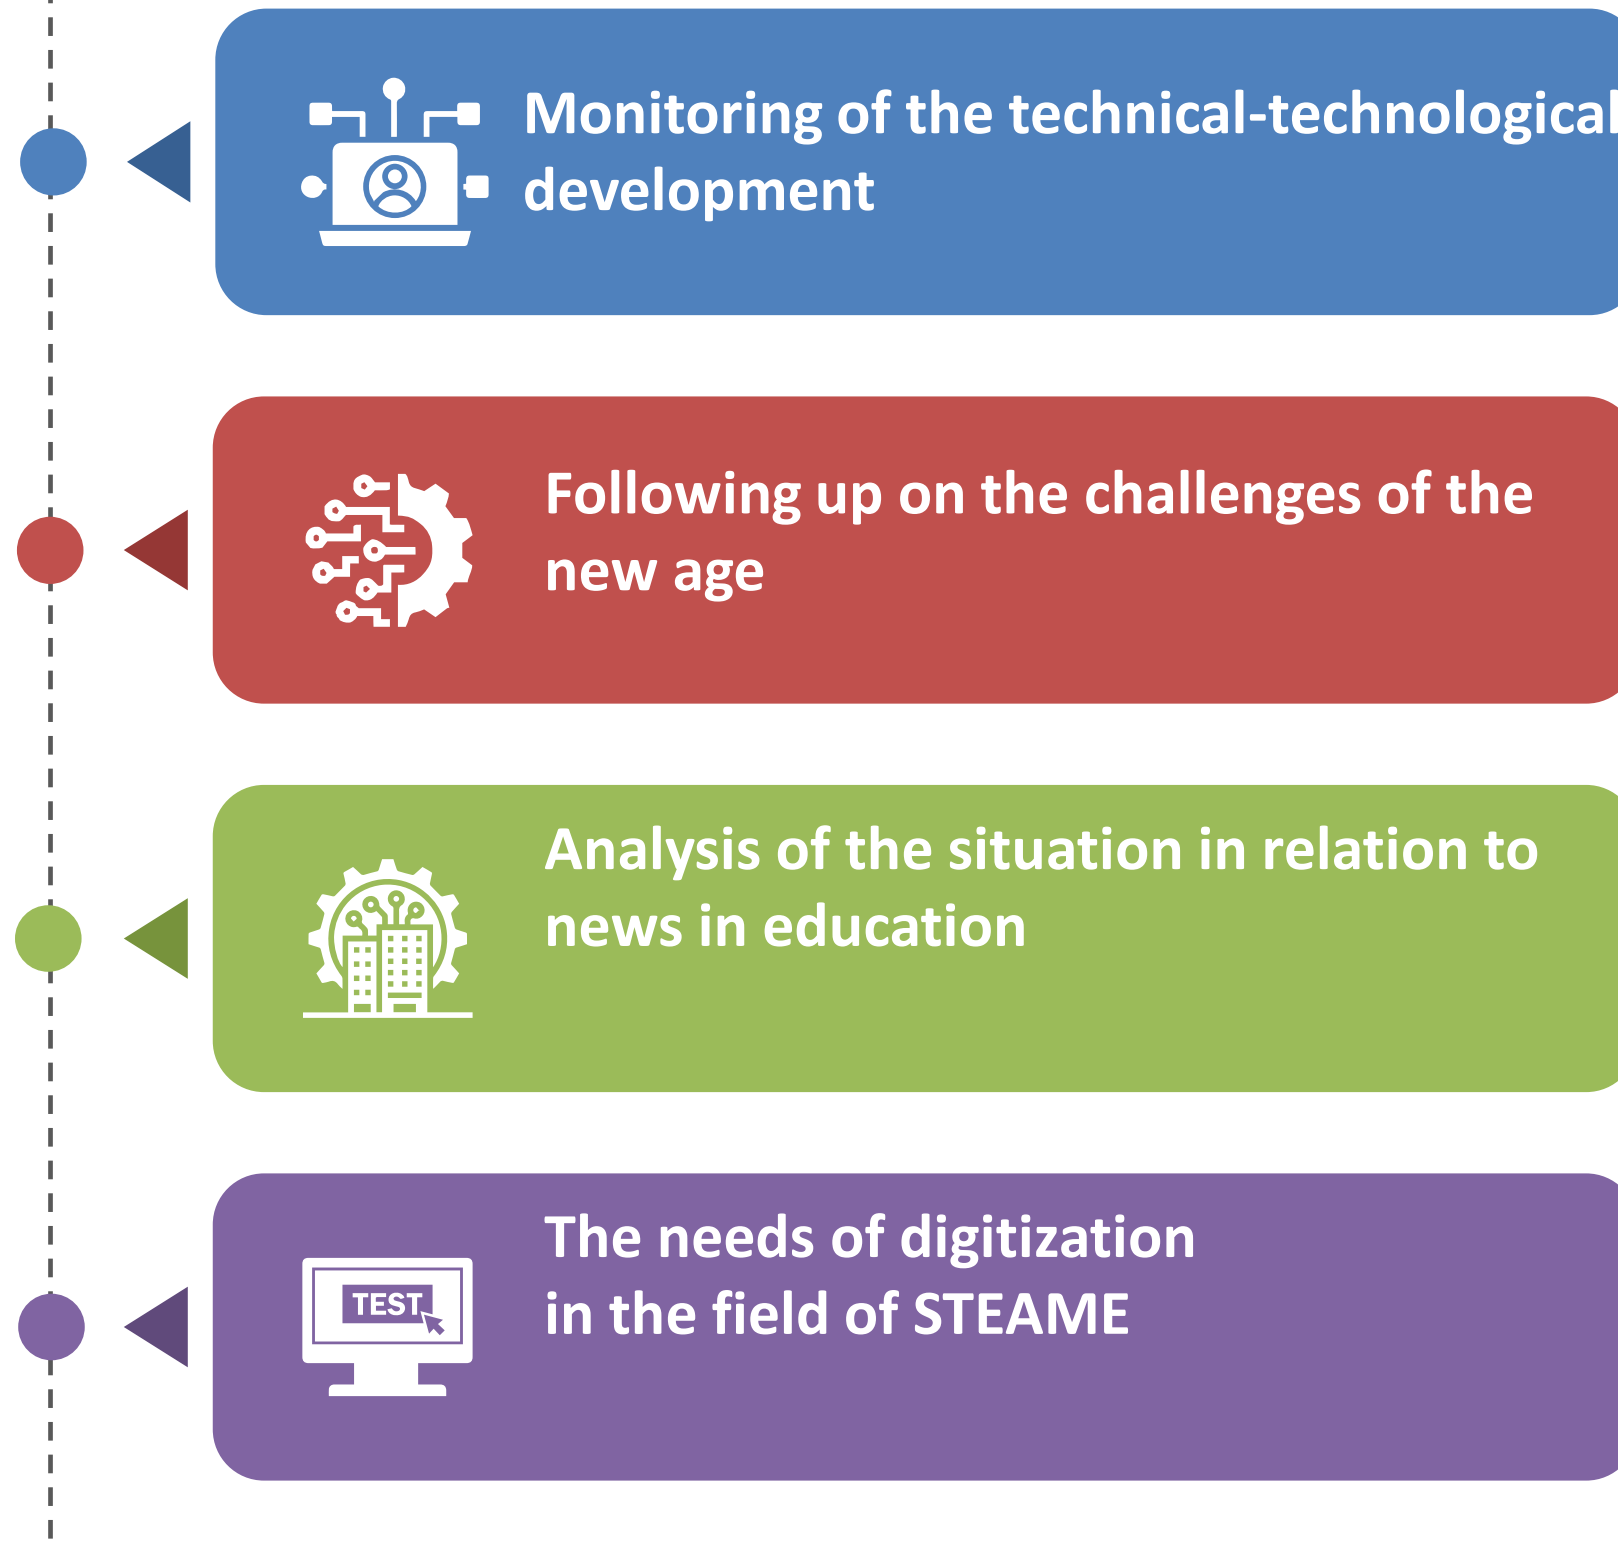 Monitoring of the technical-technological
development
Following up on the challenges of the
new age
Analysis of the situation in relation to
news in education
The needs of digitization
in the field of STEAME
TEST